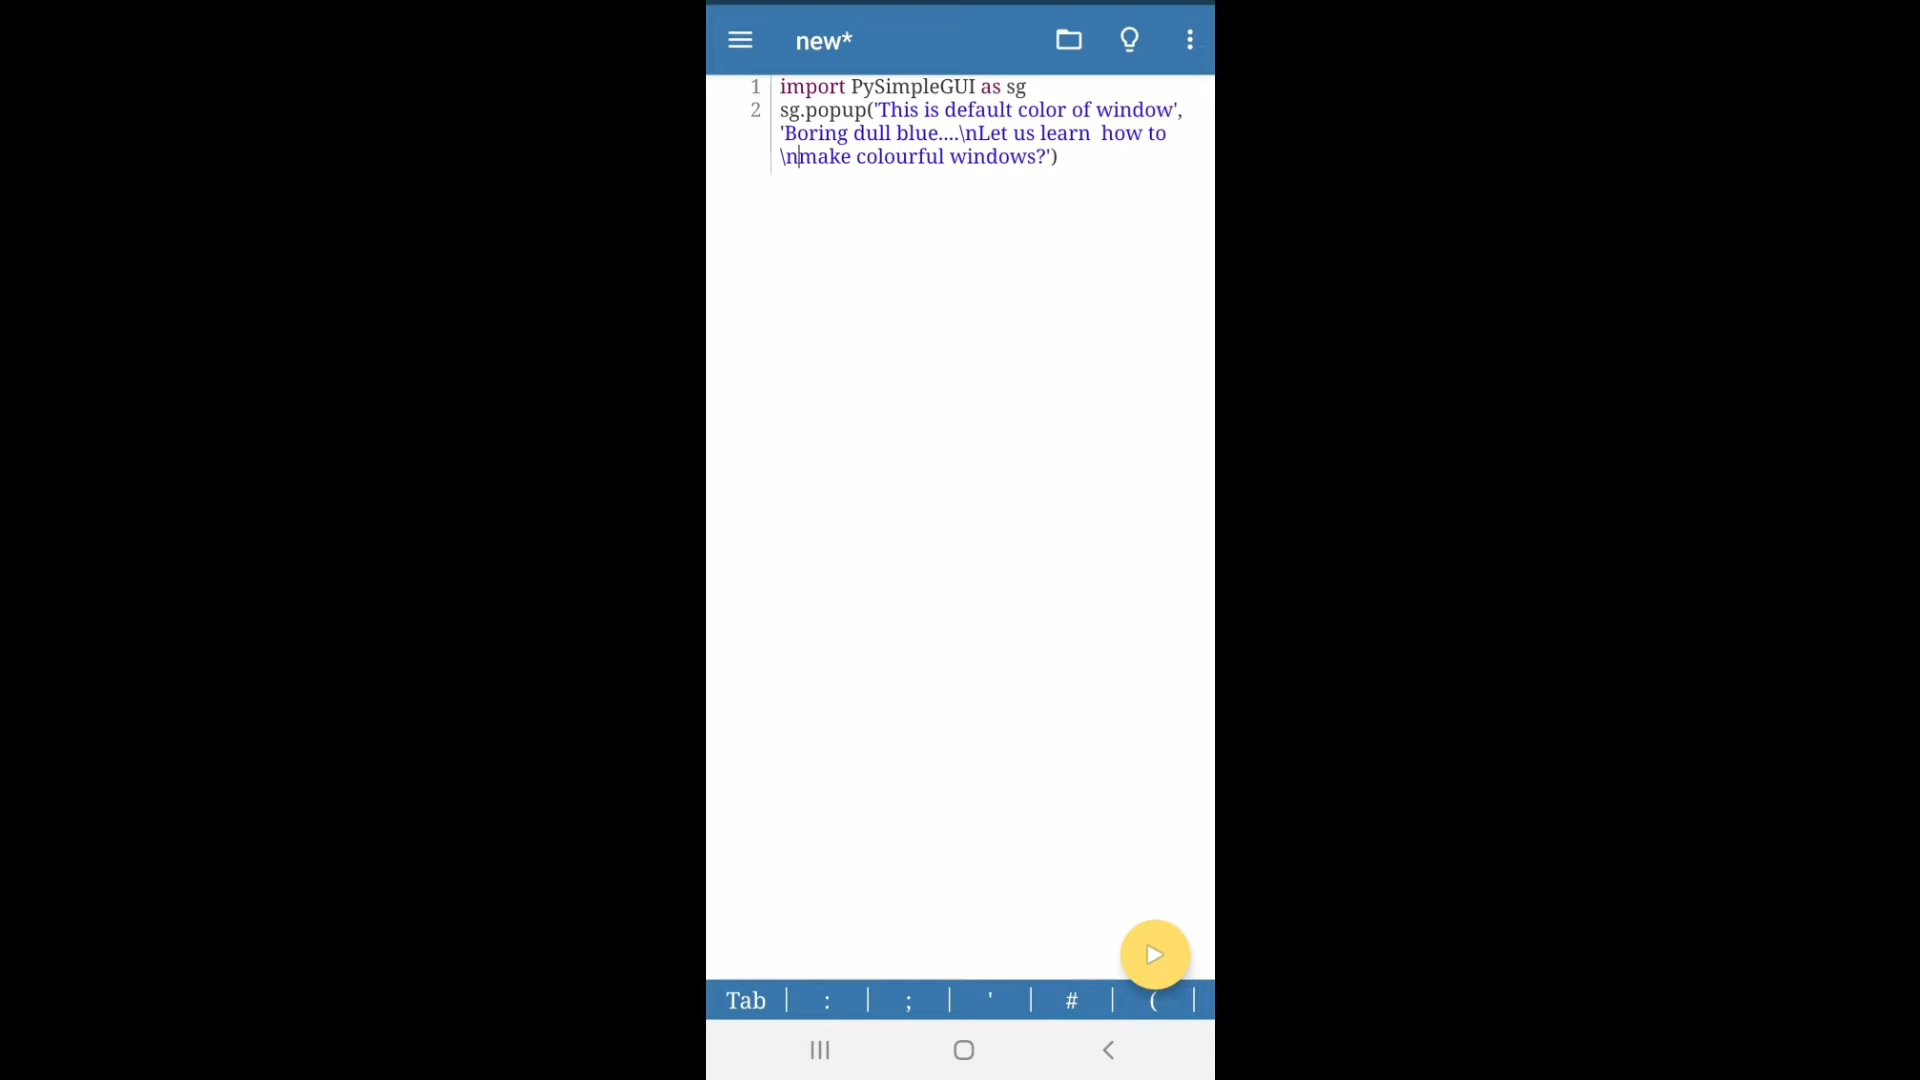 new*
1 import PySimpleGUI as sg
2 sg.popup('This is default color of window',
'Boring dull blue....\nLet us learn  how to
\nmake colourful windows?')
Tab | : | ; | ' | # | ( |